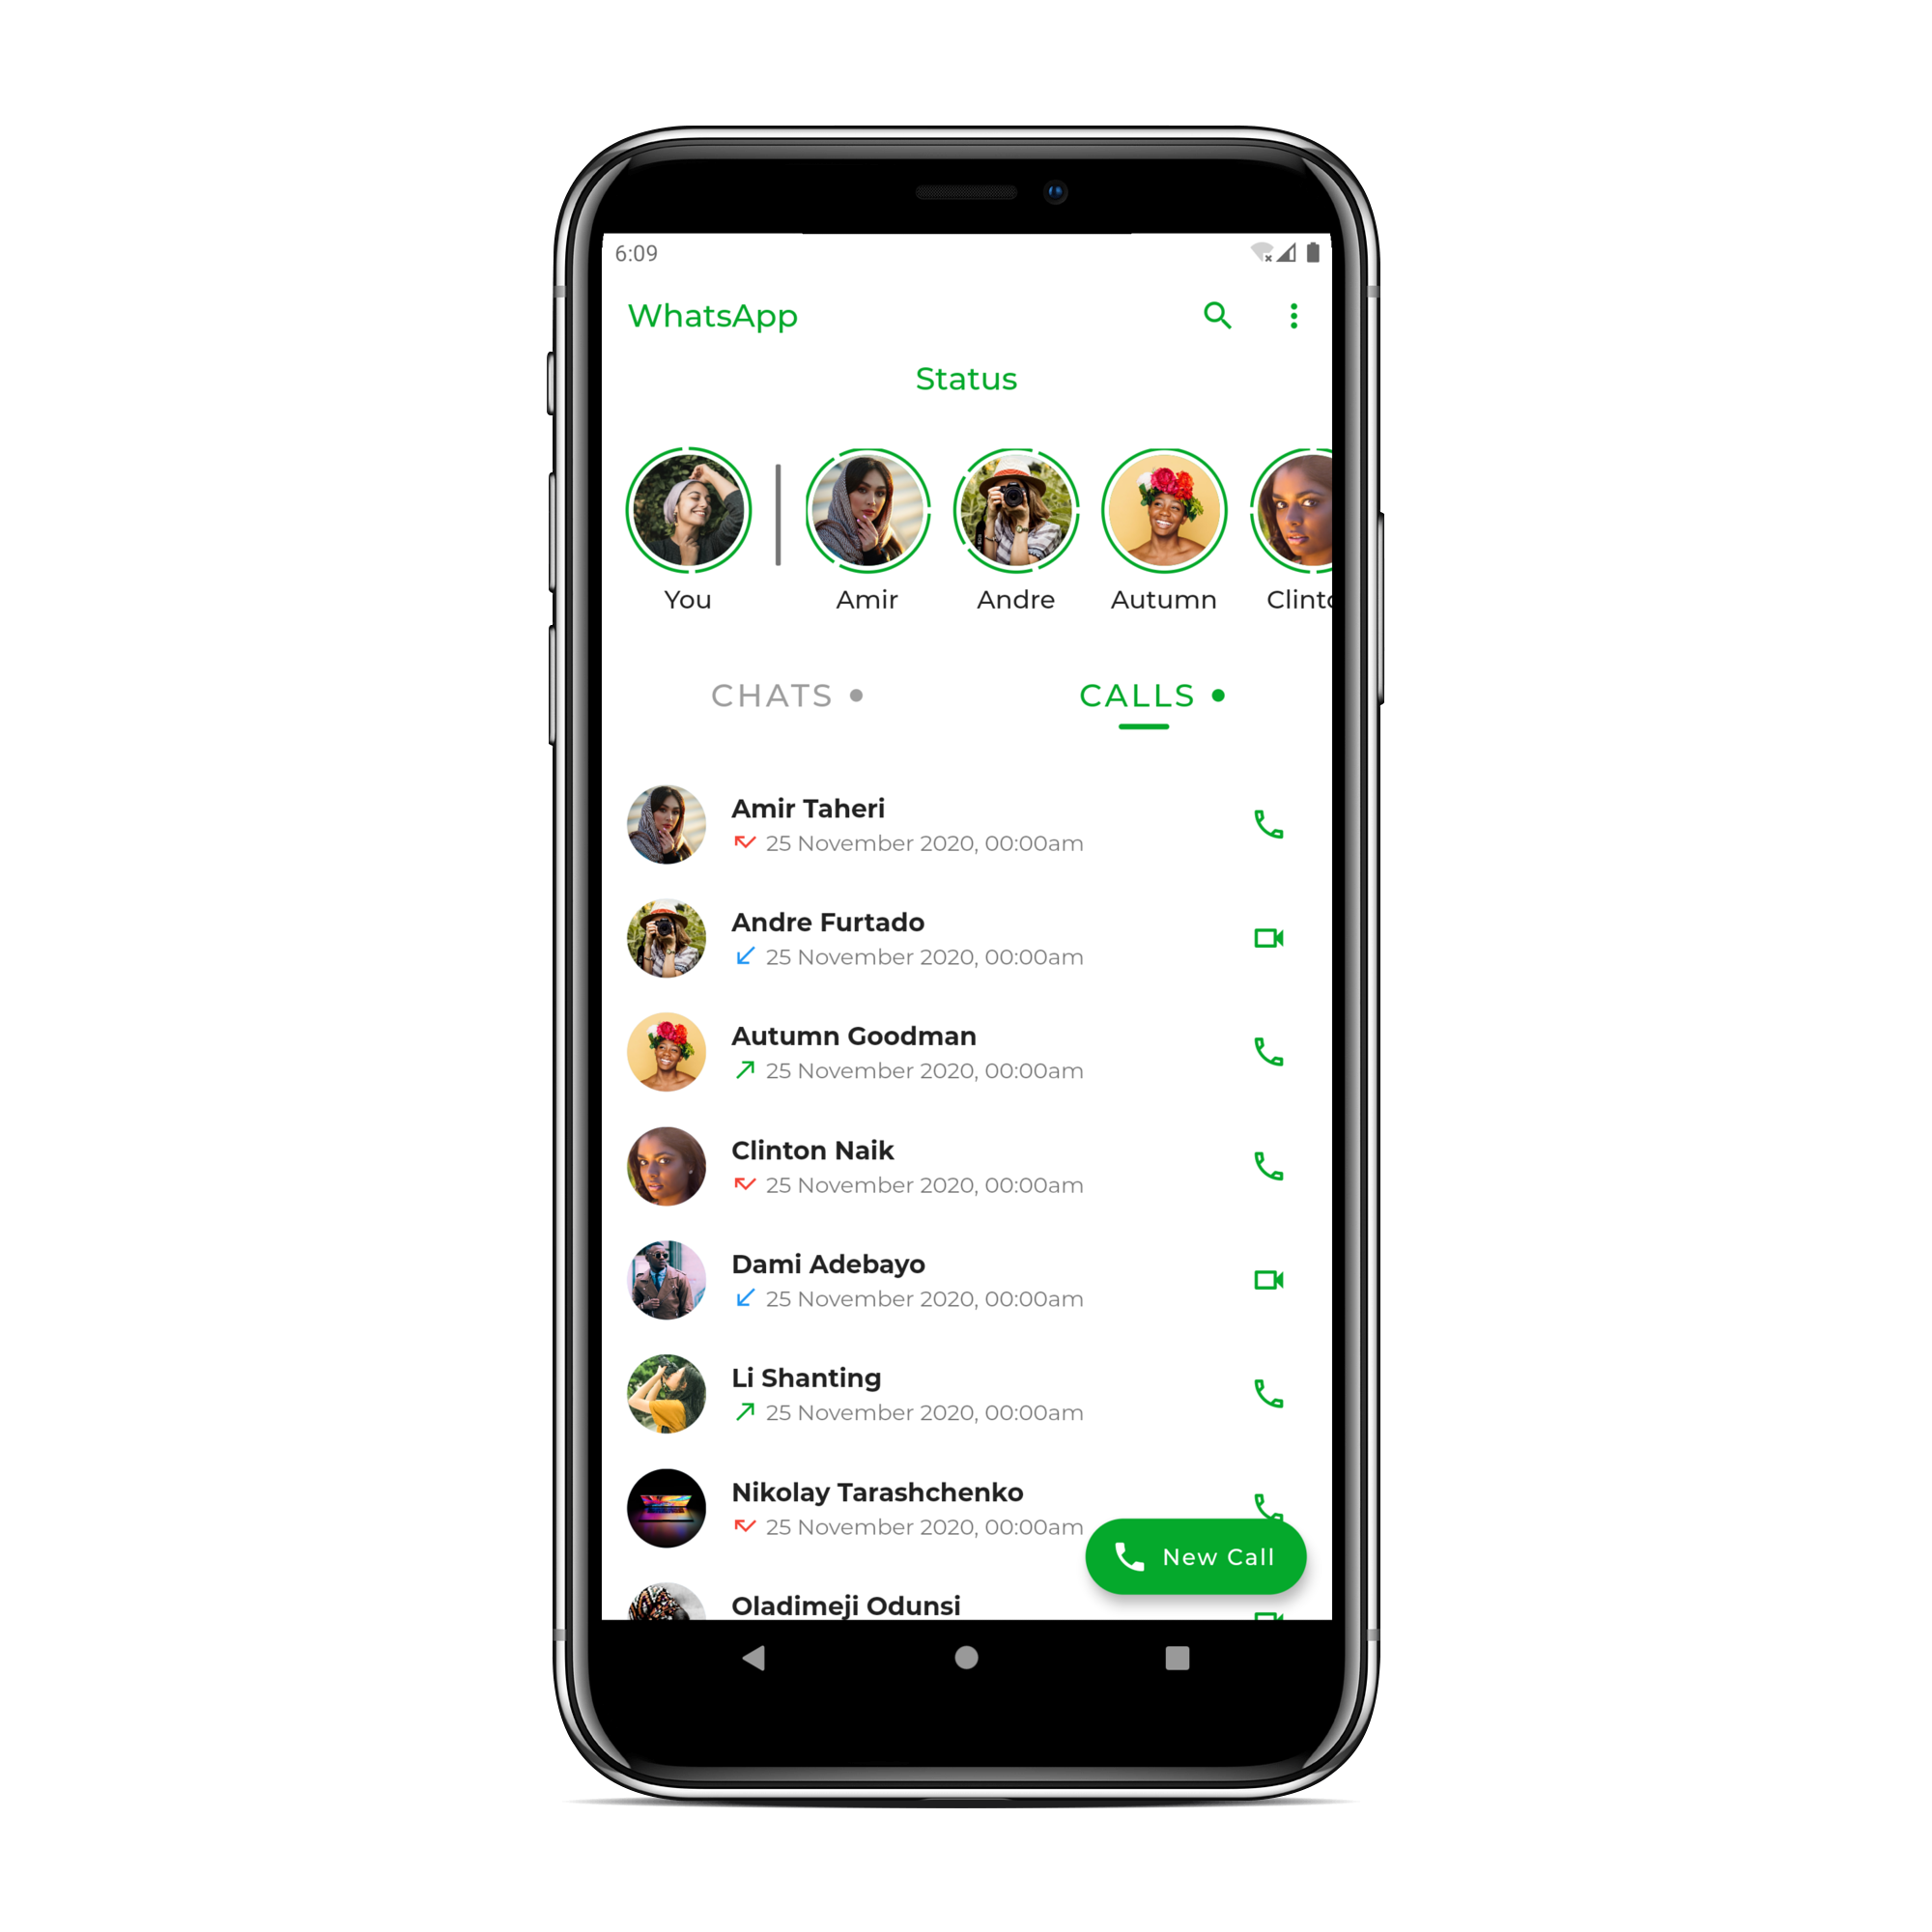 6:09
WhatsApp
Status
You Amir Andre Autumn Clinto
CHATS CALLS
Amir Taheri
25 November 2020, 00:00am
Andre Furtado
25 November 2020, 00:00am
Autumn Goodman
25 November 2020, 00:00am
Clinton Naik
25 November 2020, 00:00am
Dami Adebayo
25 November 2020, 00:00am
Li Shanting
25 November 2020, 00:00am
Nikolay Tarashchenko
25 November 2020, 00:00am
New Call
Oladimeji Odunsi